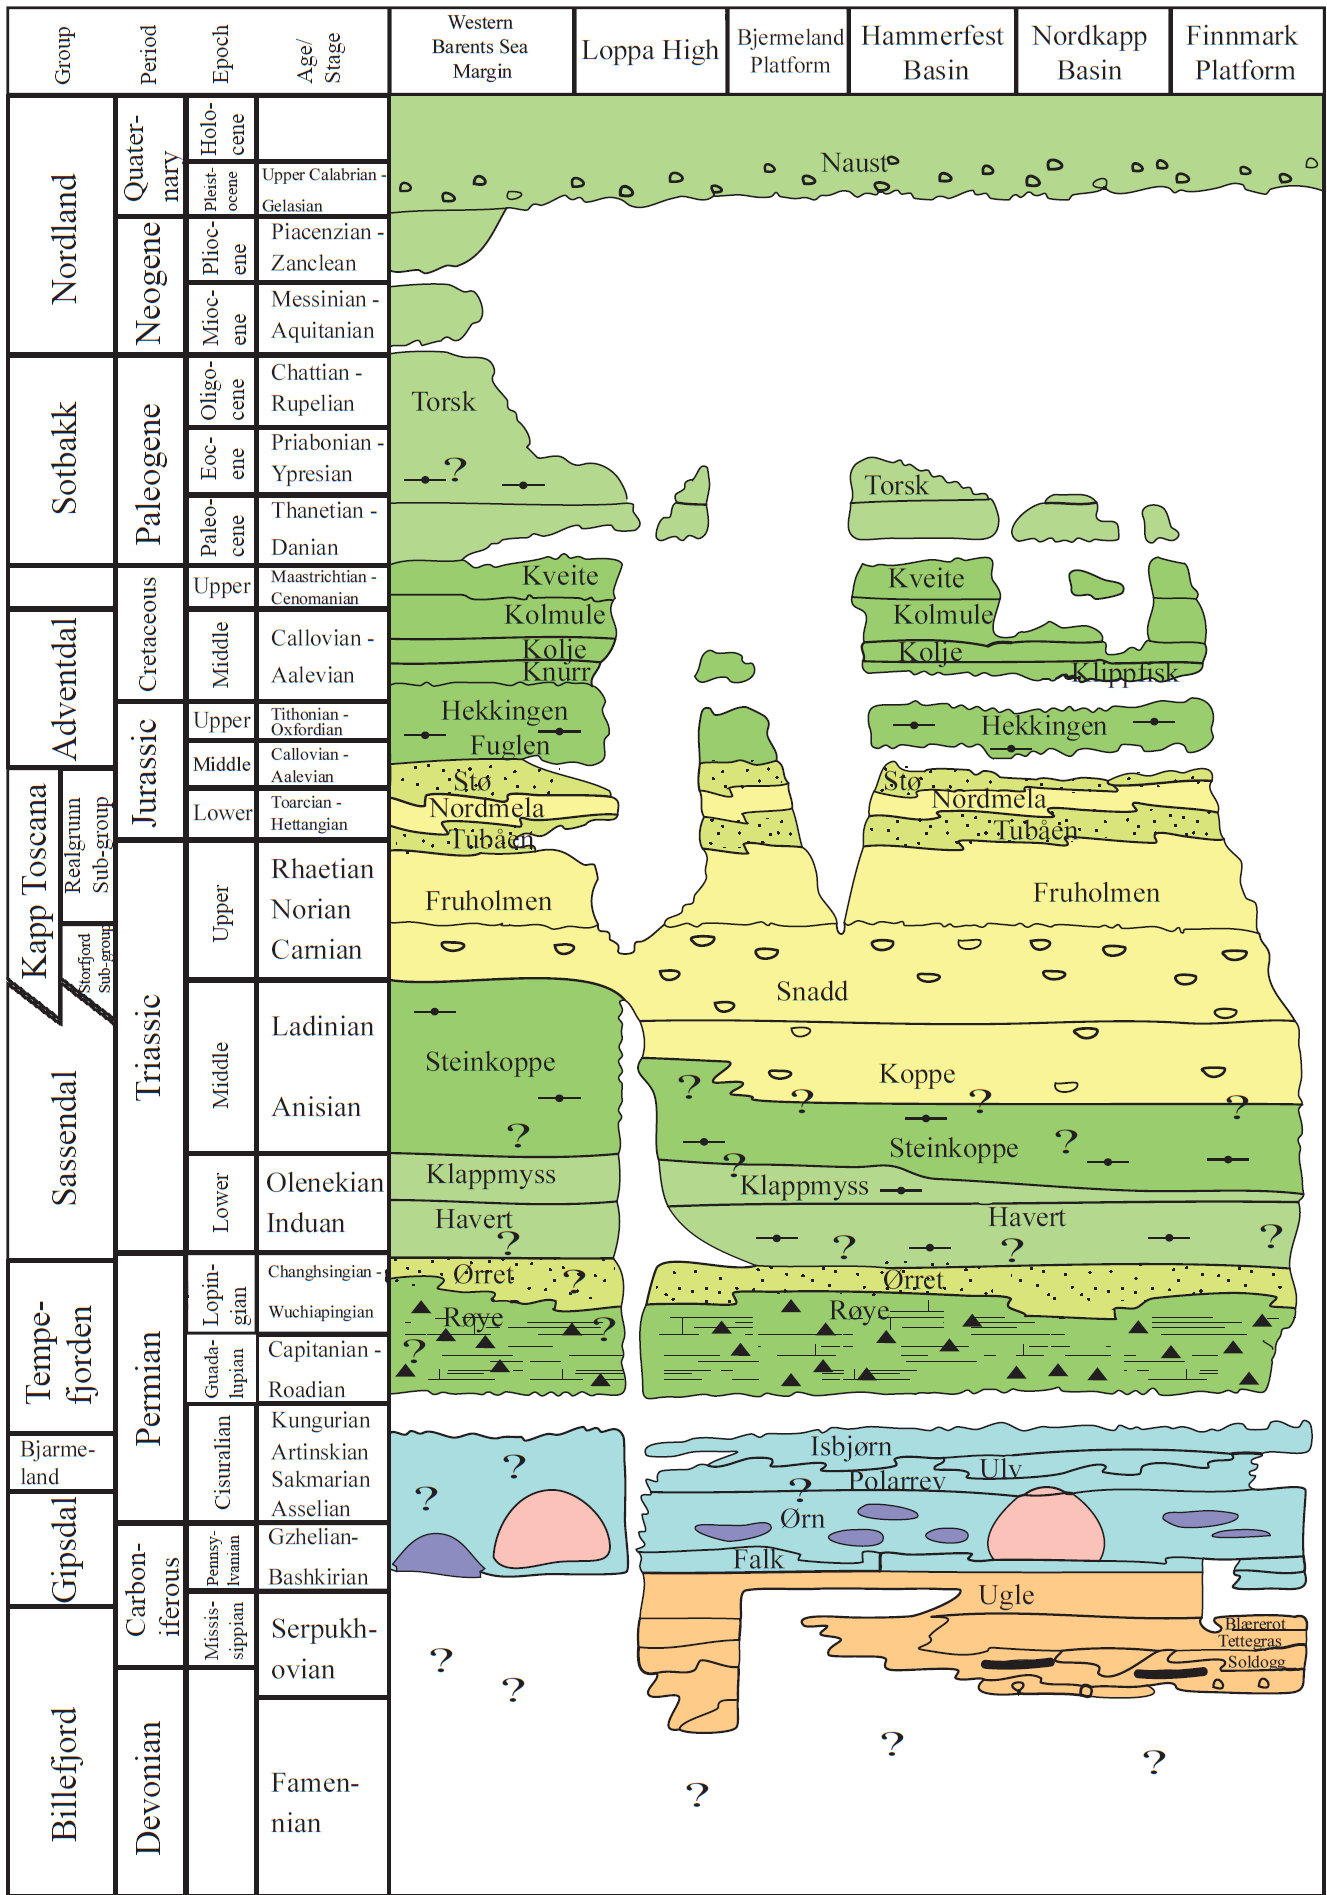 Group
Period
Epoch
Age/
Stage
Western
Barents Sea
Margin
Loppa High
Bjermeland
Platform
Hammerfest
Basin
Nordkapp
Basin
Finnmark
Platform
Nordland
Sotbakk
Adventdal
Kapp Toscana
Realgrunn
Sub-group
Storfjord
Sub-group
Sassendal
Tempe-
fjorden
Bjarme-
land
Gipsdal
Billefjord
Quater-
nary
Neogene
Paleogene
Cretaceous
Jurassic
Triassic
Permian
Carbon-
iferous
Devonian
Holo-
cene
Pleist-
ocene
Plioc-
ene
Mioc-
ene
Oligo-
cene
Eoc-
ene
Paleo-
cene
Upper
Middle
Upper
Middle
Lower
Upper
Middle
Lower
Lopin-
gian
Guada-
lupian
Cisuralian
Pennsy-
lvanian
Missis-
sippian
Upper Calabrian -
Gelasian
Piacenzian -
Zanclean
Messinian -
Aquitanian
Chattian -
Rupelian
Priabonian -
Ypresian
Thanetian -
Danian
Maastrichtian -
Cenomanian
Callovian -
Aalevian
Tithonian -
Oxfordian
Callovian -
Aalevian
Toarcian -
Hettangian
Rhaetian
Norian
Carnian
Ladinian
Anisian
Olenekian
Induan
Changhsingian -
Wuchiapingian
Capitanian -
Roadian
Kungurian
Artinskian
Sakmarian
Asselian
Gzhelian-
Bashkirian
Serpukh-
ovian
Famen-
nian
Naust
Torsk
?
Torsk
Kveite
Kolmule
Kolje
Knurr
Kveite
Kolmule
Kolje
Klippfisk
Hekkingen
Fuglen
Hekkingen
Stø
Nordmela
Tubåen
Stø
Nordmela
Tubåen
Fruholmen
Fruholmen
Snadd
Steinkoppe
?
Koppe
? ? ? ?
Steinkoppe ?
Klappmyss
?
Klappmyss
Havert
?
Havert
? ? ?
Ørret
?
Ørret
Røye
? ?
Røye
?
?
Isbjørn
Ulv
Polarrev
?
Ørn
Falk
Ugle
Blærerot
Tettegras
Soldogg
?
?
?
?
?